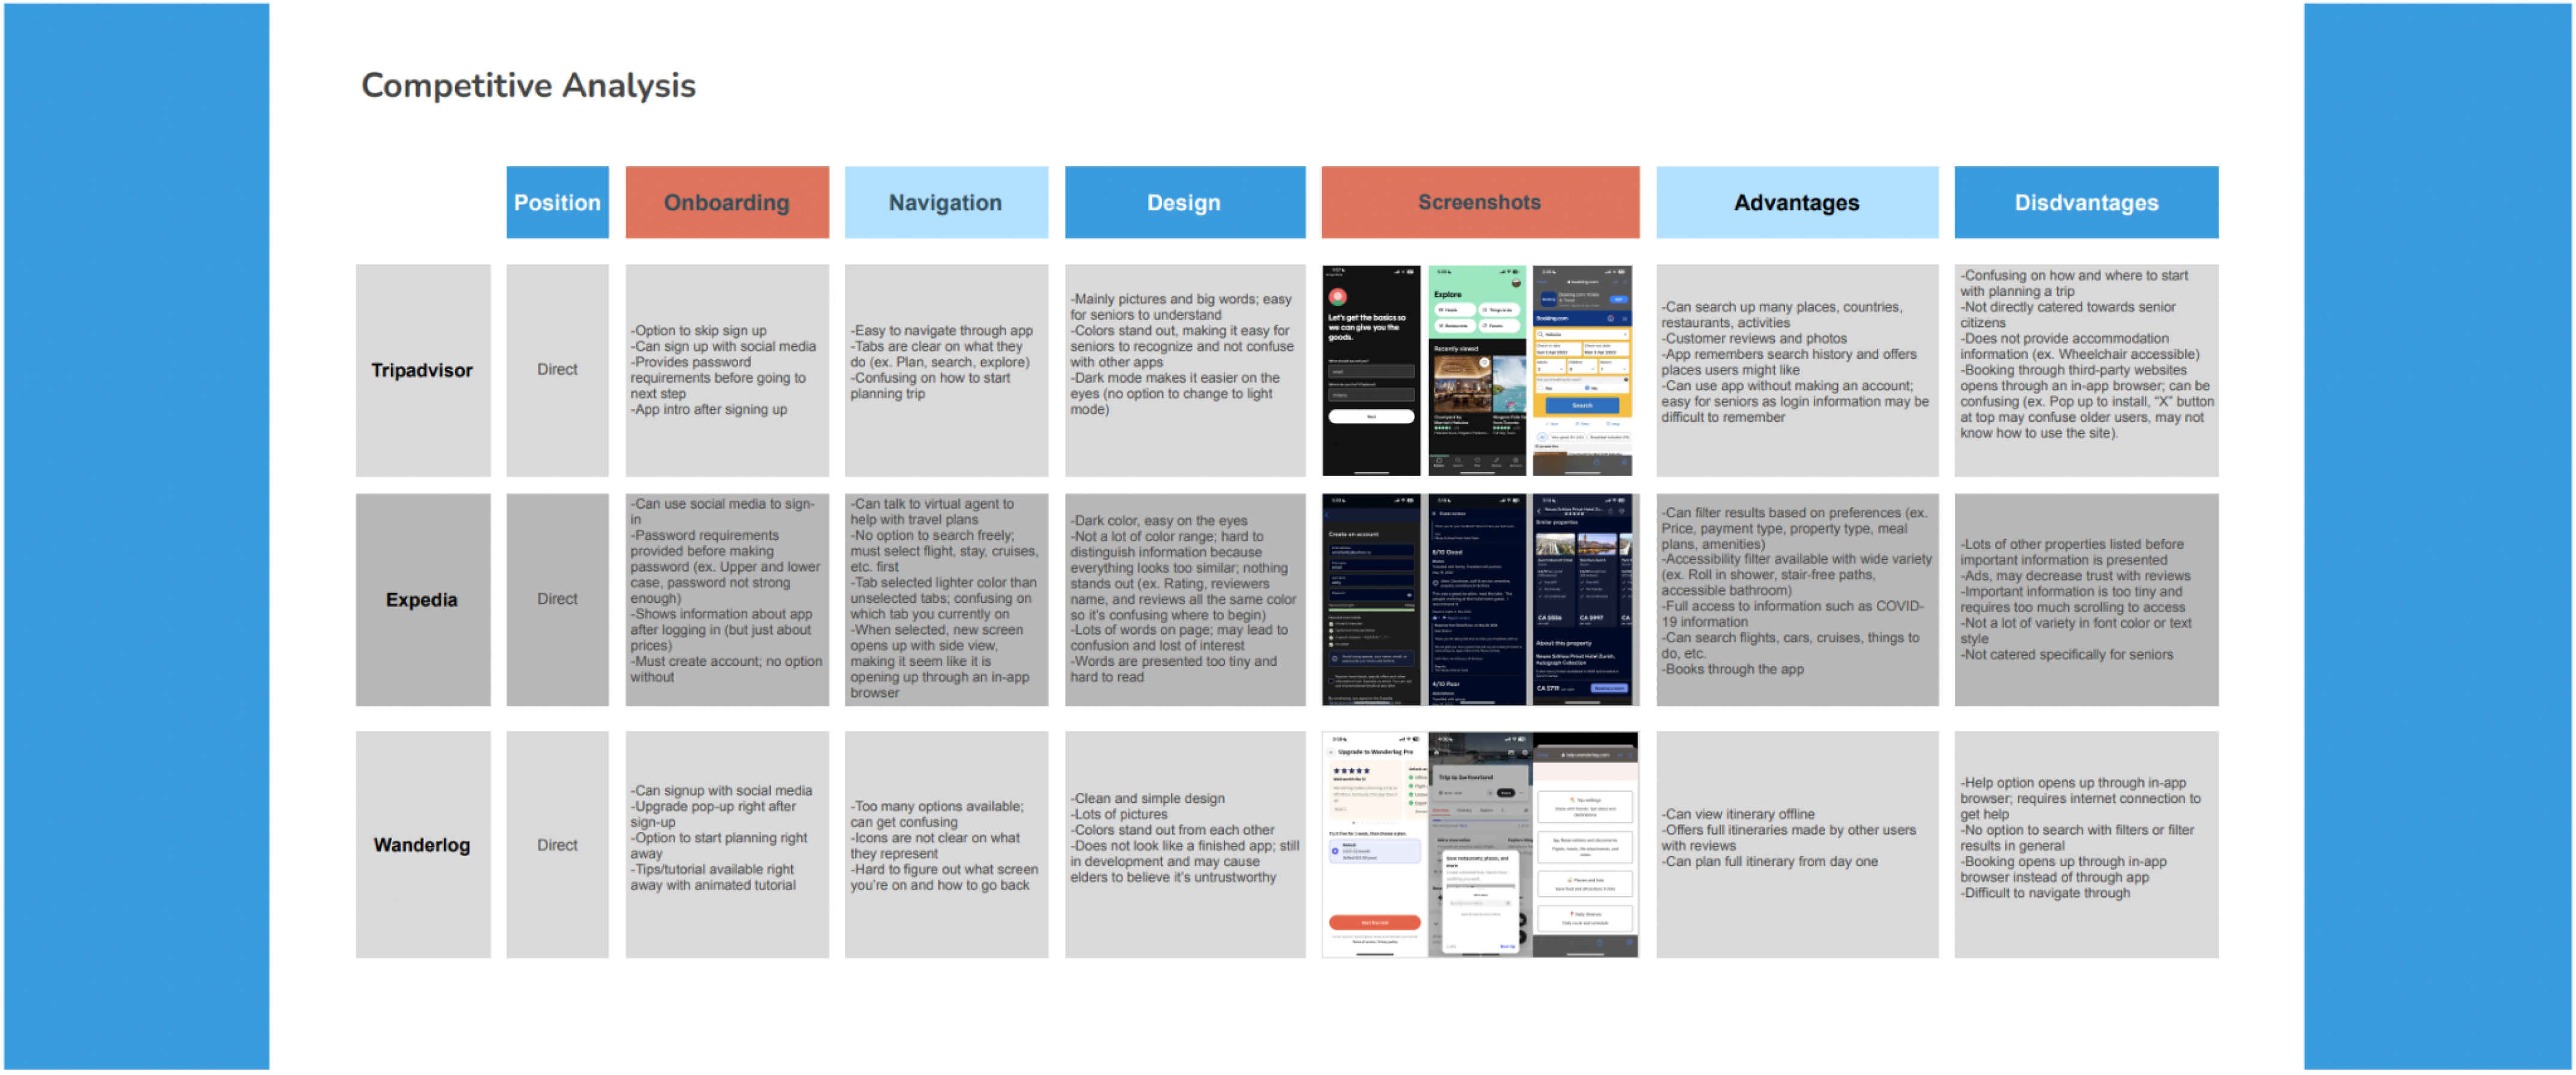 Competitive Analysis
Position
Onboarding
Navigation
Design
Screenshots
Advantages
Disdvantages
Tripadvisor
Direct
-Option to skip sign up
-Can sign up with social media
-Provides password
requirements before going to
next step
-App intro after signing up
-Easy to navigate through app
-Tabs are clear on what they
do (ex. Plan, search, explore)
-Confusing on how to start
planning trip
-Mainly pictures and big words; easy
for seniors to understand
-Colors stand out, making it easy for
seniors to recognize and not confuse
with other apps
-Dark mode makes it easier on the
eyes (no option to change to light
mode)
Let's get the basics so
we can give you the
goods.
Explore
Hotels
Things to do
Restaurants
Recently viewed
Booking.com
Search
-Can search up many places, countries,
restaurants, activities
-Customer reviews and photos
-App remembers search history and offers
places users might like
-Can use app without making an account;
easy for seniors as login information may be
difficult to remember
-Confusing on how and where to start
with planning a trip
-Not directly catered towards senior
citizens
-Does not provide accommodation
information (ex. Wheelchair accessible)
-Booking through third-party websites
opens through an in-app browser; can be
confusing (ex. Pop up to install, “X” button
at top may confuse older users, may not
know how to use the site).
Expedia
Direct
-Can use social media to sign-
in
-Password requirements
provided before making
password (ex. Upper and lower
case, password not strong
enough)
-Shows information about app
after logging in (but just about
prices)
-Must create account; no option
without
-Can talk to virtual agent to
help with travel plans
-No option to search freely;
must select flight, stay, cruises,
etc. first
-Tab selected lighter color than
unselected tabs; confusing on
which tab you currently on
-When selected, new screen
opens up with side view,
making it seem like it is
opening up through an in-app
browser
-Dark color, easy on the eyes
-Not a lot of color range; hard to
distinguish information because
everything looks too similar; nothing
stands out (ex. Rating, reviewers
name, and reviews all the same color
so it's confusing where to begin)
-Lots of words on page; may lead to
confusion and lost of interest
-Words are presented too tiny and
hard to read
Create an account
8/10 Good
4/10 Poor
Similar properties
CA $556
CA $997
About this property
Neues Schloss Privat Hotel Zurich,
Autograph Collection
CA $719
-Can filter results based on preferences (ex.
Price, payment type, property type, meal
plans, amenities)
-Accessibility filter available with wide variety
(ex. Roll in shower, stair-free paths,
accessible bathroom)
-Full access to information such as COVID-
19 information
-Can search flights, cars, cruises, things to
do, etc.
-Books through the app
-Lots of other properties listed before
important information is presented
-Ads, may decrease trust with reviews
-Important information is too tiny and
requires too much scrolling to access
-Not a lot of variety in font color or text
style
-Not catered specifically for seniors
Wanderlog
Direct
-Can signup with social media
-Upgrade pop-up right after
sign-up
-Option to start planning right
away
-Tips/tutorial available right
away with animated tutorial
-Too many options available;
can get confusing
-Icons are not clear on what
they represent
-Hard to figure out what screen
you're on and how to go back
-Clean and simple design
-Lots of pictures
-Colors stand out from each other
-Does not look like a finished app; still
in development and may cause
elders to believe it's untrustworthy
Upgrade to Wanderlog Pro
Trip to Switzerland
Save restaurants, places, and
more
help.wanderlog.com
Trip settings
-Can view itinerary offline
-Offers full itineraries made by other users
with reviews
-Can plan full itinerary from day one
-Help option opens up through in-app
browser; requires internet connection to
get help
-No option to search with filters or filter
results in general
-Booking opens up through in-app
browser instead of through app
-Difficult to navigate through